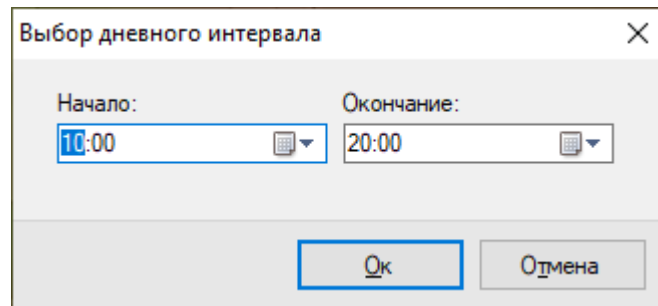 Выбор дневного интервала
Начало: Окончание:
10:00 20:00
Ок Отмена